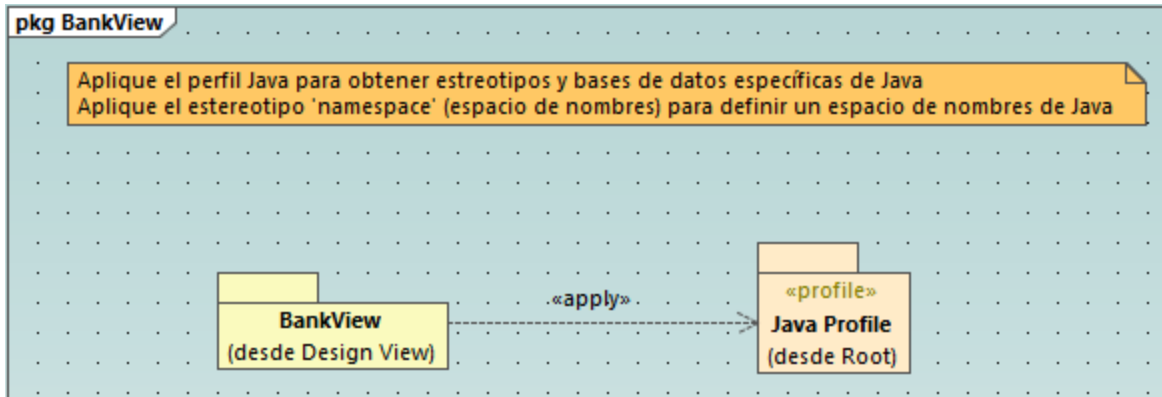 pkg BankView
Aplique el perfil Java para obtener estreotipos y bases de datos específicas de Java
Aplique el estereotipo 'namespace' (espacio de nombres) para definir un espacio de nombres de Java
«apply»
BankView
(desde Design View)
«profile»
Java Profile
(desde Root)